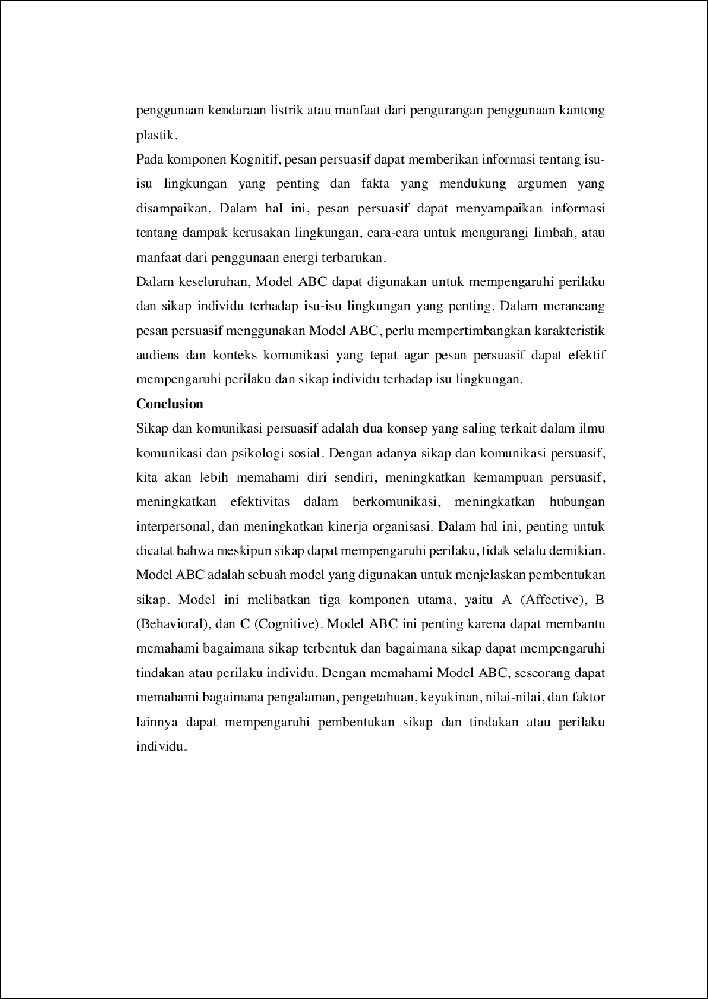 penggunaan kendaraan listrik atau manfaat dari pengurangan penggunaan kantong
plastik.
Pada komponen Kognitif, pesan persuasif dapat memberikan informasi tentang isu-
isu lingkungan yang penting dan fakta yang mendukung argumen yang
disampaikan. Dalam hal ini, pesan persuasif dapat menyampaikan informasi
tentang dampak kerusakan lingkungan, cara-cara untuk mengurangi limbah, atau
manfaat dari penggunaan energi terbarukan.
Dalam keseluruhan, Model ABC dapat digunakan untuk mempengaruhi perilaku
dan sikap individu terhadap isu-isu lingkungan yang penting. Dalam merancang
pesan persuasif menggunakan Model ABC, perlu mempertimbangkan karakteristik
audiens dan konteks komunikasi yang tepat agar pesan persuasif dapat efektif
mempengaruhi perilaku dan sikap individu terhadap isu lingkungan.
Conclusion
Sikap dan komunikasi persuasif adalah dua konsep yang saling terkait dalam ilmu
komunikasi dan psikologi sosial. Dengan adanya sikap dan komunikasi persuasif,
kita akan lebih memahami diri sendiri, meningkatkan kemampuan persuasif,
meningkatkan efektivitas dalam berkomunikasi, meningkatkan hubungan
interpersonal, dan meningkatkan kinerja organisasi. Dalam hal ini, penting untuk
dicatat bahwa meskipun sikap dapat mempengaruhi perilaku, tidak selalu demikian.
Model ABC adalah sebuah model yang digunakan untuk menjelaskan pembentukan
sikap. Model ini melibatkan tiga komponen utama, yaitu A (Affective), B
(Behavioral), dan C (Cognitive). Model ABC ini penting karena dapat membantu
memahami bagaimana sikap terbentuk dan bagaimana sikap dapat mempengaruhi
tindakan atau perilaku individu. Dengan memahami Model ABC, seseorang dapat
memahami bagaimana pengalaman, pengetahuan, keyakinan, nilai-nilai, dan faktor
lainnya dapat mempengaruhi pembentukan sikap dan tindakan atau perilaku
individu.